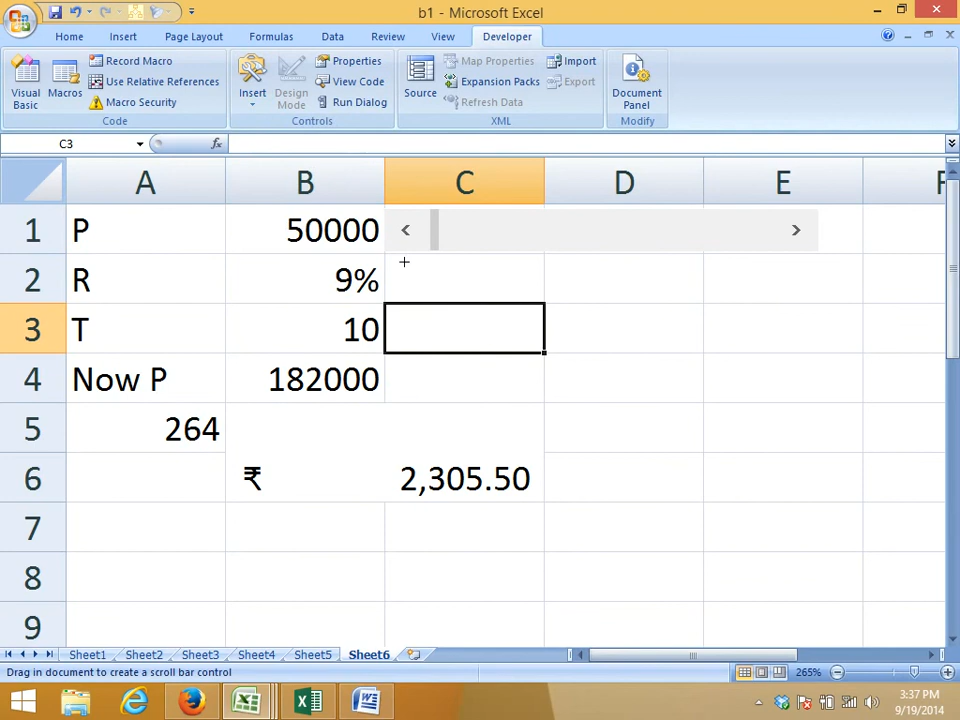 b1 - Microsoft Excel
Home Insert Page Layout Formulas Data Review View Developer
Visual Basic
Macros
Record Macro
Use Relative References
Macro Security
Code
Insert
Design Mode
Properties
View Code
Run Dialog
Controls
Source
Map Properties
Expansion Packs
Refresh Data
Import
Export
XML
Document Panel
Modify
C3 fx
A B C D E F
1 P 50000
2 R 9%
3 T 10
4 Now P 182000
5 264
6 ₹ 2,305.50
7
8
9
Sheet1 Sheet2 Sheet3 Sheet4 Sheet5 Sheet6
Drag in document to create a scroll bar control 265%
3:37 PM
9/19/2014